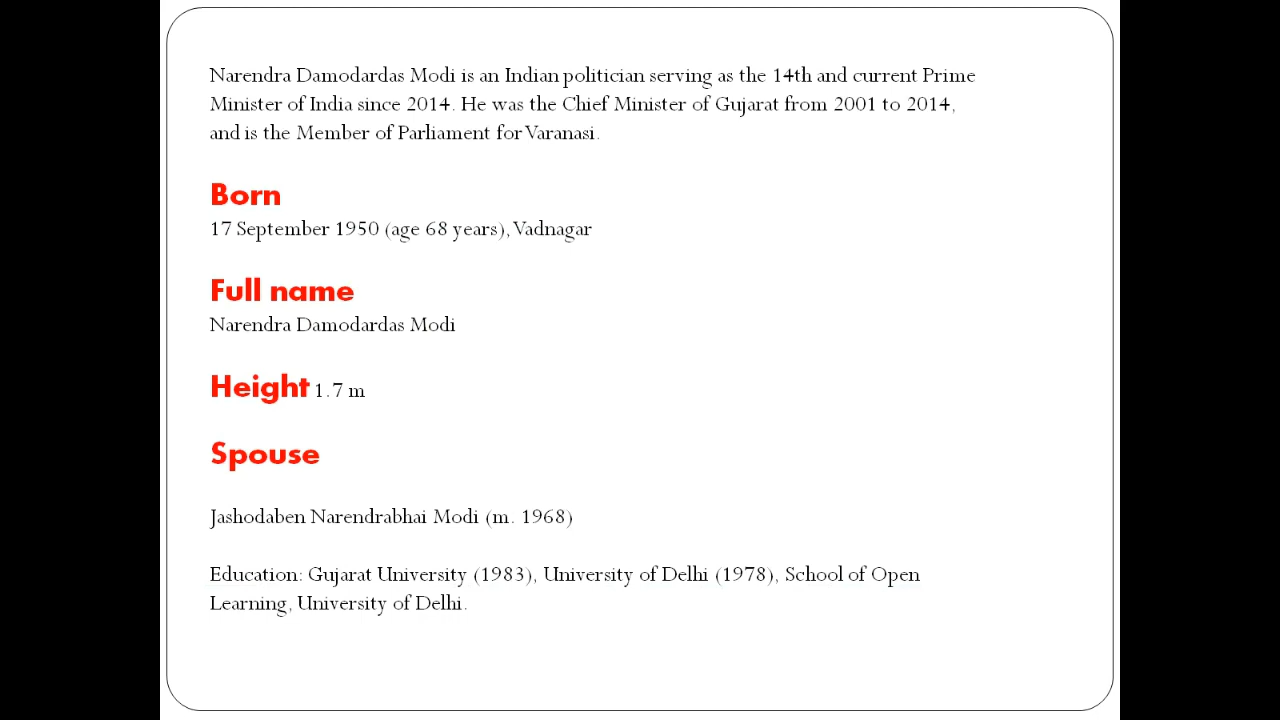 Narendra Damodardas Modi is an Indian politician serving as the 14th and current Prime
Minister of India since 2014. He was the Chief Minister of Gujarat from 2001 to 2014,
and is the Member of Parliament for Varanasi.
Born
17 September 1950 (age 68 years), Vadnagar
Full name
Narendra Damodardas Modi
Height 1.7 m
Spouse
Jashodaben Narendrabhai Modi (m. 1968)
Education: Gujarat University (1983), University of Delhi (1978), School of Open
Learning, University of Delhi.